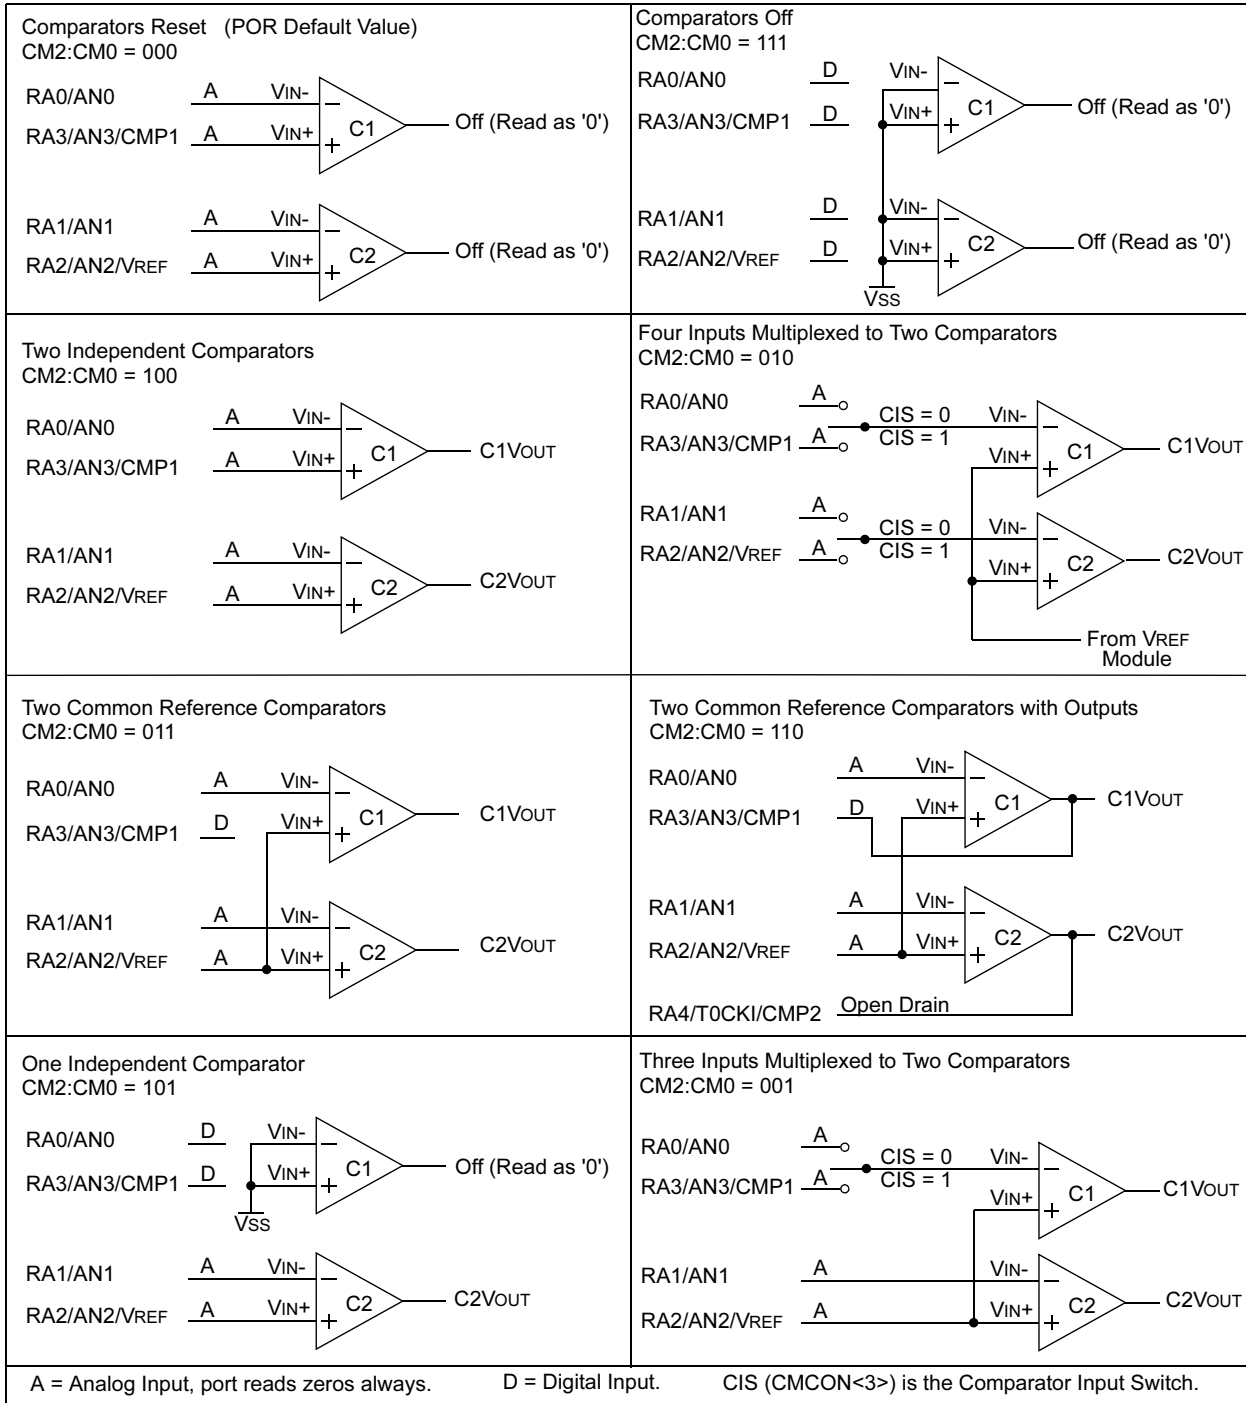 Comparators Reset (POR Default Value)
CM2:CM0 = 000
RA0/AN0 A VIN- −
RA3/AN3/CMP1 A VIN+ + C1 Off (Read as '0')
RA1/AN1 A VIN- −
RA2/AN2/VREF A VIN+ + C2 Off (Read as '0')
Comparators Off
CM2:CM0 = 111
RA0/AN0 D VIN- −
RA3/AN3/CMP1 D VIN+ + C1 Off (Read as '0')
RA1/AN1 D VIN- −
RA2/AN2/VREF D VIN+ + C2 Off (Read as '0')
VSS
Two Independent Comparators
CM2:CM0 = 100
RA0/AN0 A VIN- −
RA3/AN3/CMP1 A VIN+ + C1 C1VOUT
RA1/AN1 A VIN- −
RA2/AN2/VREF A VIN+ + C2 C2VOUT
Four Inputs Multiplexed to Two Comparators
CM2:CM0 = 010
RA0/AN0 A CIS = 0 VIN- −
RA3/AN3/CMP1 A CIS = 1 VIN+ + C1 C1VOUT
RA1/AN1 A CIS = 0 VIN- −
RA2/AN2/VREF A CIS = 1 VIN+ + C2 C2VOUT
From VREF
Module
Two Common Reference Comparators
CM2:CM0 = 011
RA0/AN0 A VIN- −
RA3/AN3/CMP1 D VIN+ + C1 C1VOUT
RA1/AN1 A VIN- −
RA2/AN2/VREF A VIN+ + C2 C2VOUT
Two Common Reference Comparators with Outputs
CM2:CM0 = 110
RA0/AN0 A VIN- −
RA3/AN3/CMP1 D VIN+ + C1 C1VOUT
RA1/AN1 A VIN- −
RA2/AN2/VREF A VIN+ + C2 C2VOUT
RA4/T0CKI/CMP2 Open Drain
One Independent Comparator
CM2:CM0 = 101
RA0/AN0 D VIN- −
RA3/AN3/CMP1 D VIN+ + C1 Off (Read as '0')
VSS
RA1/AN1 A VIN- −
RA2/AN2/VREF A VIN+ + C2 C2VOUT
Three Inputs Multiplexed to Two Comparators
CM2:CM0 = 001
RA0/AN0 A CIS = 0 VIN- −
RA3/AN3/CMP1 A CIS = 1 VIN+ + C1 C1VOUT
RA1/AN1 A VIN- −
RA2/AN2/VREF A VIN+ + C2 C2VOUT
A = Analog Input, port reads zeros always. D = Digital Input. CIS (CMCON<3>) is the Comparator Input Switch.